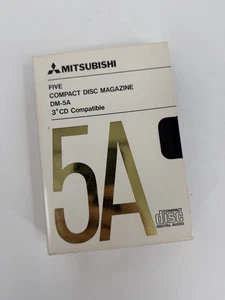 MITSUBISHI
FIVE
COMPACT DISC MAGAZINE
DM-5A
3"CD Compatible
5A
COMPACT
disc
DIGITAL AUDIO